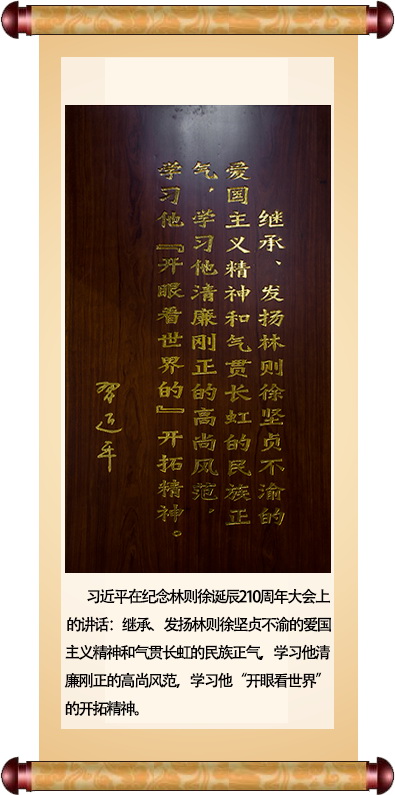 继承、发扬林则徐坚贞不渝的
爱国主义精神和气贯长虹的民族正
气，学习他清廉刚正的高尚风范，
学习他『开眼看世界的』开拓精神。
习近平
习近平在纪念林则徐诞辰210周年大会上
的讲话：继承、发扬林则徐坚贞不渝的爱国
主义精神和气贯长虹的民族正气，学习他清
廉刚正的高尚风范，学习他“开眼看世界”
的开拓精神。